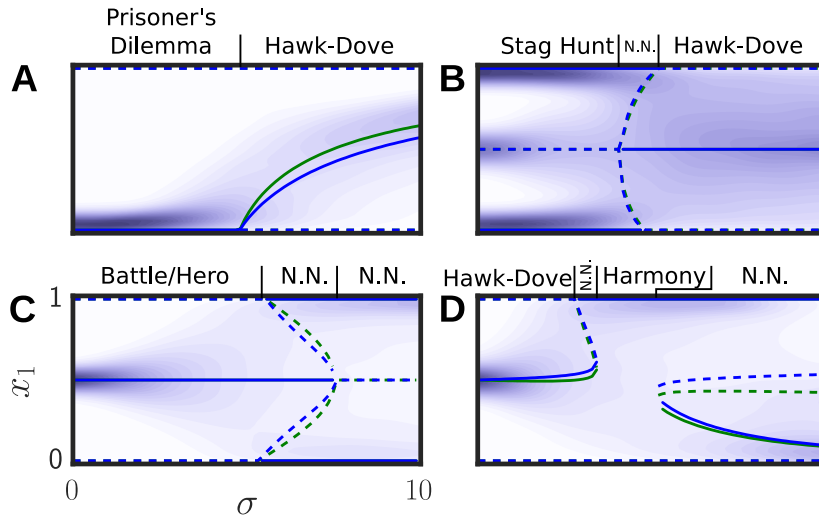 Prisoner's
Dilemma
Hawk-Dove
Stag Hunt
N.N.
Hawk-Dove
A
B
Battle/Hero
N.N.
N.N.
Hawk-Dove
N.N.
Harmony
N.N.
C
D
1
x₁
0
0
σ
10